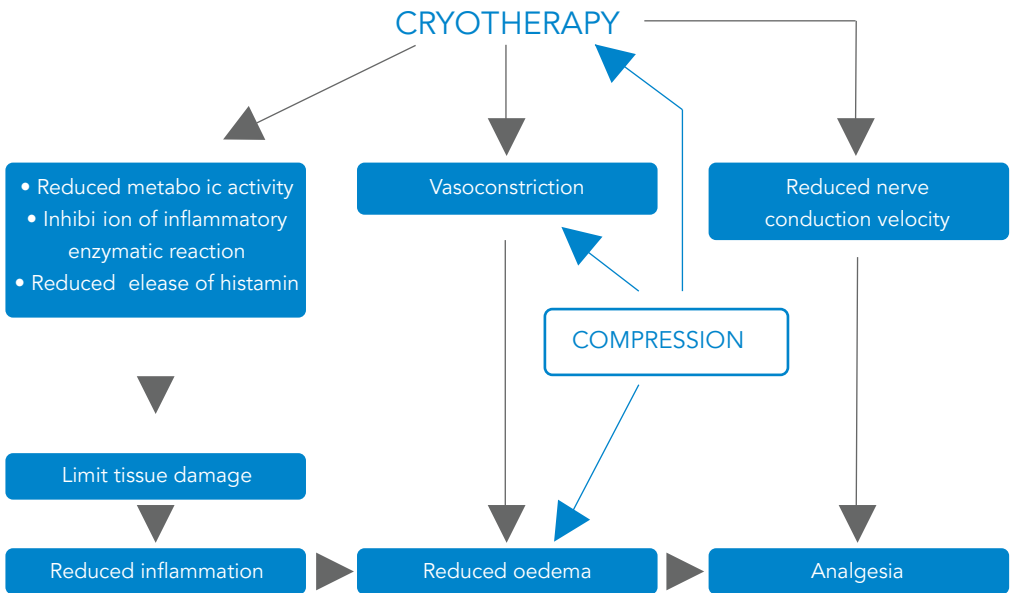 CRYOTHERAPY
• Reduced metabo ic activity
• Inhibi ion of inflammatory
enzymatic reaction
• Reduced  elease of histamin
Vasoconstriction
Reduced nerve
conduction velocity
COMPRESSION
Limit tissue damage
Reduced inflammation
Reduced oedema
Analgesia